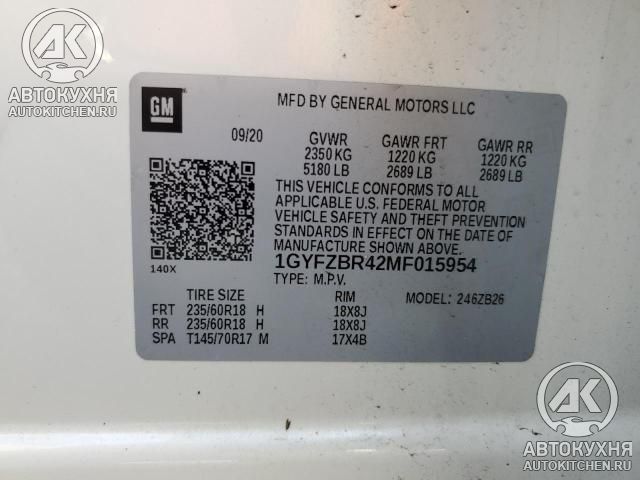 AK
АВТОКУХНЯ
AUTOKITCHEN.RU
GM
MFD BY GENERAL MOTORS LLC
09/20 GVWR GAWR FRT GAWR RR
2350 KG 1220 KG 1220 KG
5180 LB 2689 LB 2689 LB
THIS VEHICLE CONFORMS TO ALL
APPLICABLE U.S. FEDERAL MOTOR
VEHICLE SAFETY AND THEFT PREVENTION
STANDARDS IN EFFECT ON THE DATE OF
MANUFACTURE SHOWN ABOVE.
140X
1GYFZBR42MF015954
TYPE: M.P.V.
TIRE SIZE RIM MODEL: 246ZB26
FRT 235/60R18 H 18X8J
RR 235/60R18 H 18X8J
SPA T145/70R17 M 17X4B
AK
АВТОКУХНЯ
AUTOKITCHEN.RU